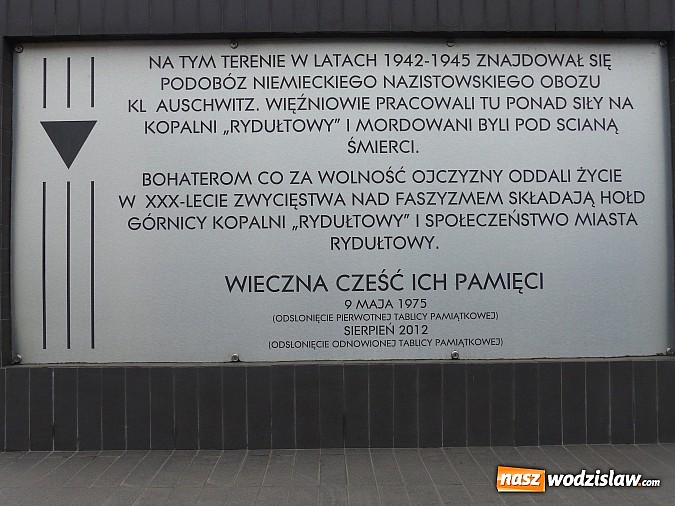 NA TYM TERENIE W LATACH 1942-1945 ZNAJDOWAŁ SIĘ
PODOBÓZ NIEMIECKIEGO NAZISTOWSKIEGO OBOZU
KL AUSCHWITZ. WIĘŹNIOWIE PRACOWALI TU PONAD SIŁY NA
KOPALNI „RYDUŁTOWY" I MORDOWANI BYLI POD SCIANĄ
ŚMIERCI.
BOHATEROM CO ZA WOLNOŚĆ OJCZYZNY ODDALI ŻYCIE
W XXX-LECIE ZWYCIĘSTWA NAD FASZYZMEM SKŁADAJĄ HOŁD
GÓRNICY KOPALNI „RYDUŁTOWY" I SPOŁECZEŃSTWO MIASTA
RYDUŁTOWY.
WIECZNA CZEŚĆ ICH PAMIĘCI
9 MAJA 1975
(ODSŁONIĘCIE PIERWOTNEJ TABLICY PAMIĄTKOWEJ)
SIERPIEŃ 2012
(ODSŁONIĘCIE ODNOWIONEJ TABLICY PAMIĄTKOWEJ)
nasz wodzislaw.com